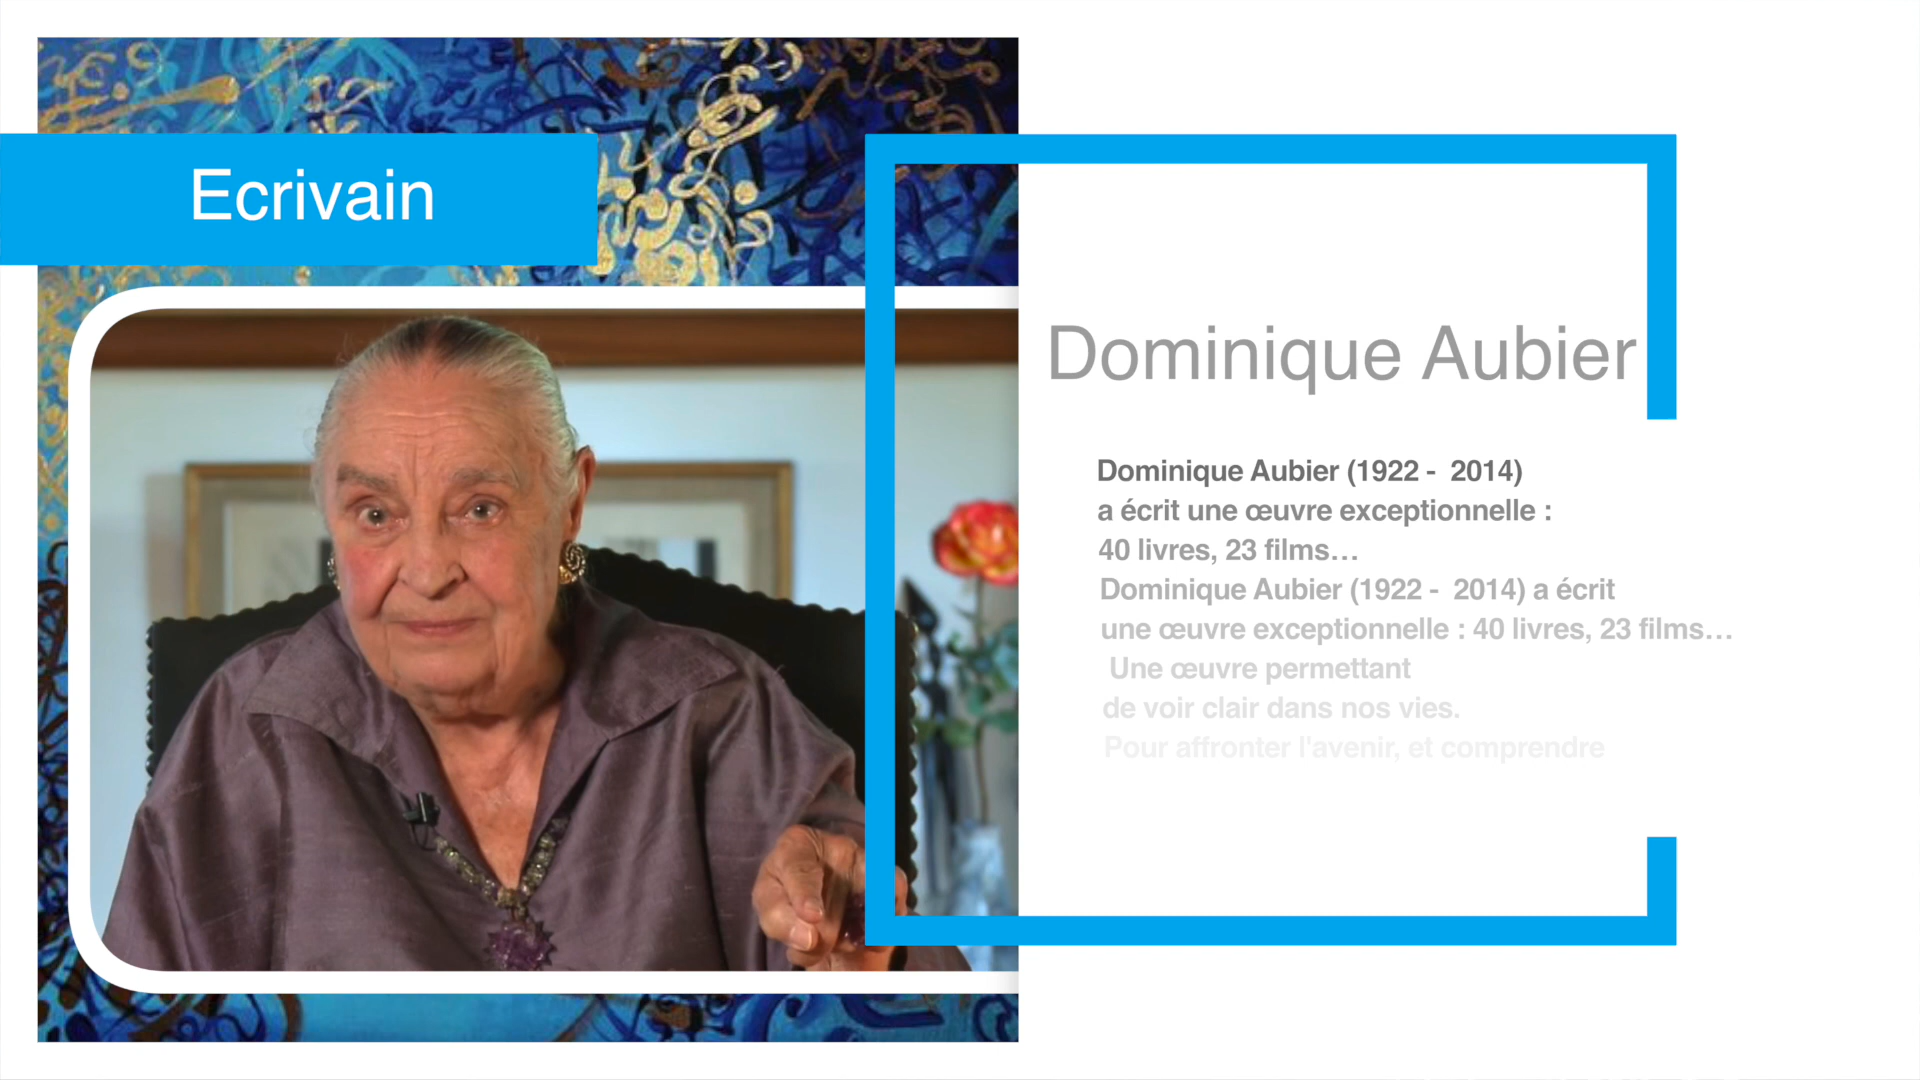 Ecrivain
Dominique Aubier
Dominique Aubier (1922 -  2014)
a écrit une œuvre exceptionnelle :
40 livres, 23 films…
Dominique Aubier (1922 -  2014) a écrit
une œuvre exceptionnelle : 40 livres, 23 films…
Une œuvre permettant
de voir clair dans nos vies.
Pour affronter l'avenir, et comprendre